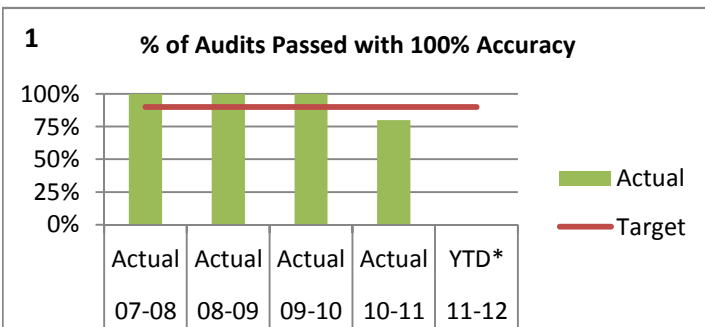 1
% of Audits Passed with 100% Accuracy
100%
75%
50%
25%
0%
Actual Actual Actual Actual YTD*
07-08 08-09 09-10 10-11 11-12
Actual
Target